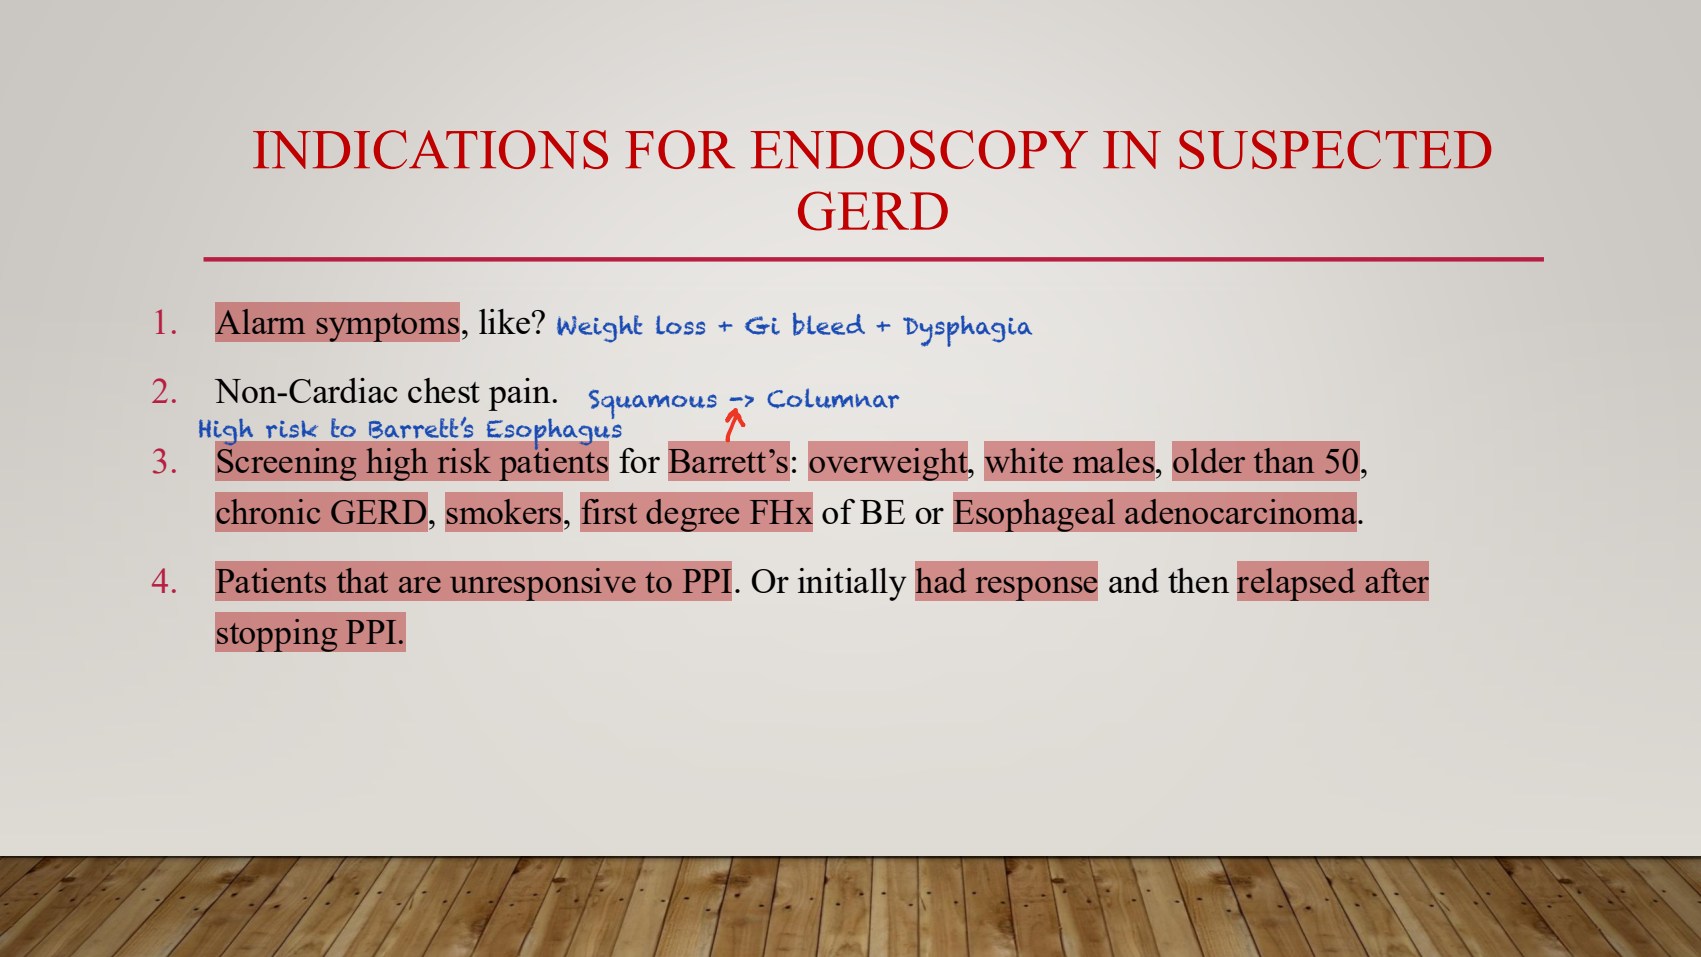 INDICATIONS FOR ENDOSCOPY IN SUSPECTED
GERD
1. Alarm symptoms, like? Weight loss + Gi bleed + Dysphagia
2. Non-Cardiac chest pain. Squamous -> Columnar
High risk to Barrett's Esophagus
3. Screening high risk patients for Barrett’s: overweight, white males, older than 50,
chronic GERD, smokers, first degree FHx of BE or Esophageal adenocarcinoma.
4. Patients that are unresponsive to PPI. Or initially had response and then relapsed after
stopping PPI.